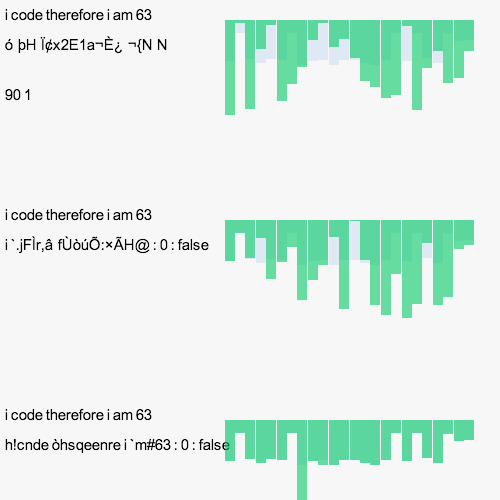 i code therefore i am 63
ó þH Ï¢x2E1a¬È¿ ¬{N N
90 1
i code therefore i am 63
i `.jFÌr,â fÙòúÕ:×ÃH@ : 0 : false
i code therefore i am 63
h!cnde òhsqeenre i `m#63 : 0 : false